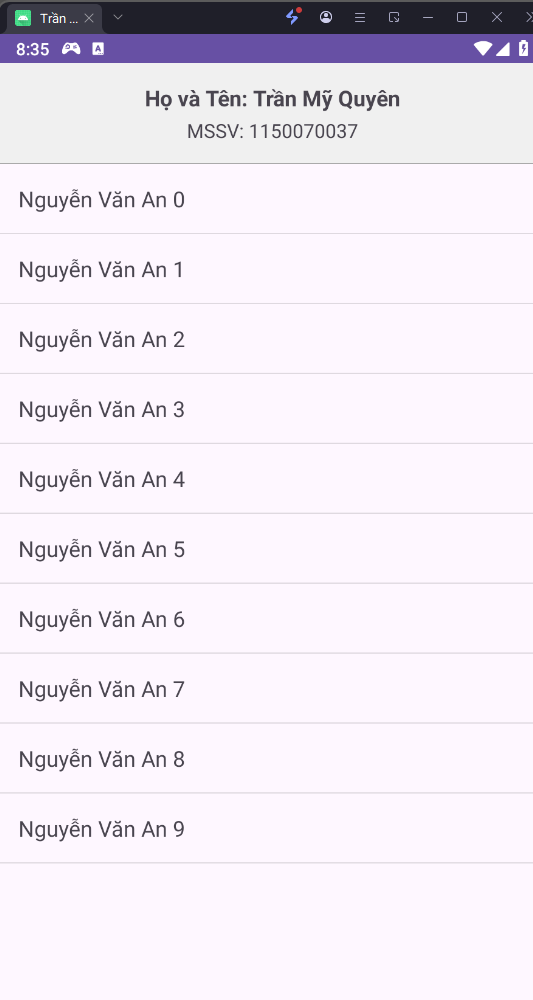 Trần ...
8:35
Họ và Tên: Trần Mỹ Quyên
MSSV: 1150070037
Nguyễn Văn An 0
Nguyễn Văn An 1
Nguyễn Văn An 2
Nguyễn Văn An 3
Nguyễn Văn An 4
Nguyễn Văn An 5
Nguyễn Văn An 6
Nguyễn Văn An 7
Nguyễn Văn An 8
Nguyễn Văn An 9